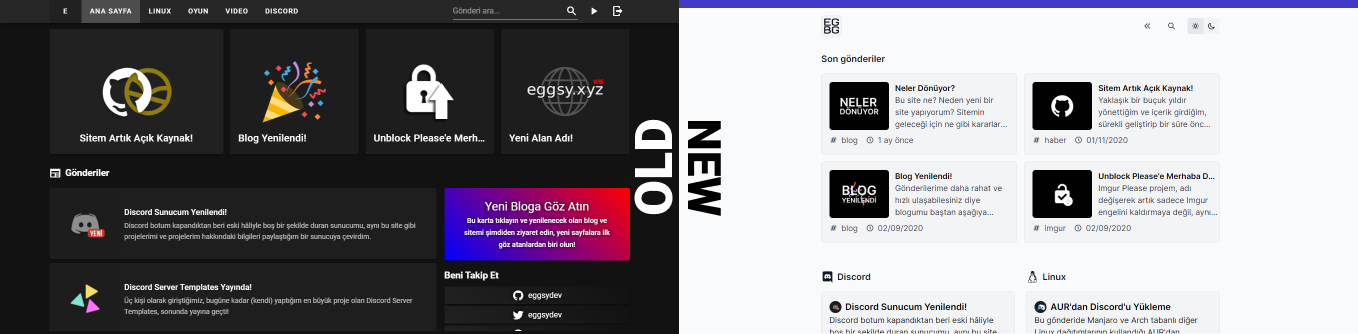 E ANA SAYFA LINUX OYUN VIDEO DISCORD
Gönderi ara...
Sitem Artık Açık Kaynak!
Blog Yenilendi!
Unblock Please'e Merh...
eggsy.xyz
Yeni Alan Adı!
Gönderiler
YENİ
Discord Sunucum Yenilendi!
Discord botum kapandıktan beri eski hâliyle boş bir şekilde duran sunucumu, aynı bu site gibi
projelerimi ve projelerim hakkındaki bilgileri paylaştığım bir sunucuya çevirdim.
Discord Server Templates Yayında!
Üç kişi olarak giriştiğimiz, bugüne kadar (kendi) yaptığım en büyük proje olan Discord Server
Templates, sonunda yayına geçti!
Yeni Bloga Göz Atın
Bu karta tıklayın ve yenilenecek olan blog ve
sitemi şimdiden ziyaret edin, yeni sayfalara ilk
göz atanlardan biri olun!
Beni Takip Et
eggsydev
eggsydev
OLD
NEW
EG
BG
Son gönderiler
NELER
DÖNÜYOR
Neler Dönüyor?
Bu site ne? Neden yeni bir
site yapıyorum? Sitemin
geleceği için ne gibi kararlar...
# blog 1 ay önce
Sitem Artık Açık Kaynak!
Yaklaşık bir buçuk yıldır
yönettiğim ve içerik girdiğim,
sürekli geliştirip bir süre önc...
# haber 01/11/2020
BLOG
YENİLENDİ
Blog Yenilendi!
Gönderilerime daha rahat ve
hızlı ulaşabilesiniz diye
blogumu baştan aşağıya...
# blog 02/09/2020
Unblock Please'e Merhaba D...
Imgur Please projem, adı
değişerek artık sadece Imgur
engelini kaldırmaya değil, aynı...
# imgur 02/09/2020
Discord
Discord Sunucum Yenilendi!
Discord botum kapandıktan beri eski hâliyle
boş bir şekilde duran sunucumu, aynı bu site
Linux
AUR'dan Discord'u Yükleme
Bu gönderide Manjaro ve Arch tabanlı diğer
Linux dağıtımlarının kullandığı AUR'dan